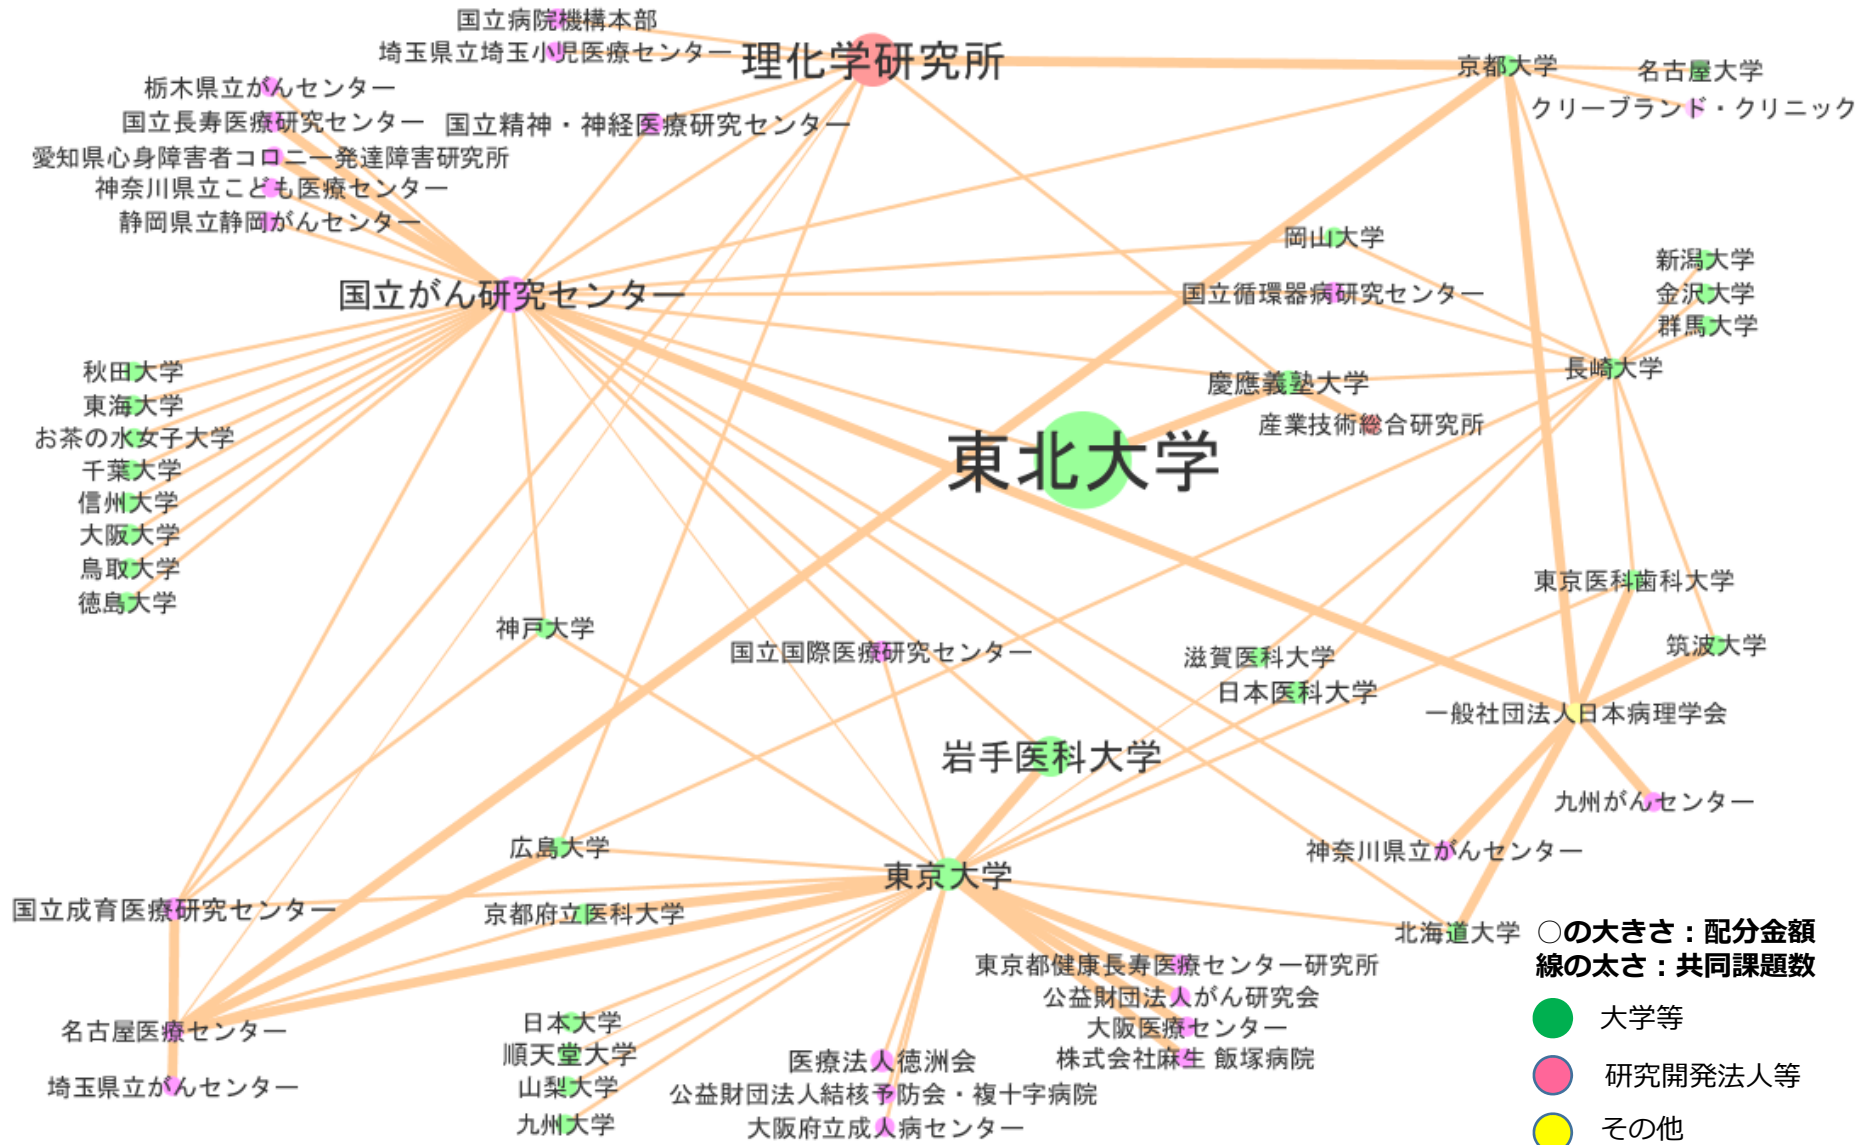 国立病院機構本部
埼玉県立埼玉小児医療センター
理化学研究所
京都大学
名古屋大学
クリーブランド・クリニック
栃木県立がんセンター
国立長寿医療研究センター
国立精神・神経医療研究センター
愛知県心身障害者コロニー発達障害研究所
神奈川県立こども医療センター
静岡県立静岡がんセンター
岡山大学
新潟大学
国立がん研究センター
国立循環器病研究センター
金沢大学
群馬大学
長崎大学
秋田大学
慶應義塾大学
東海大学
産業技術総合研究所
お茶の水女子大学
東北大学
千葉大学
信州大学
大阪大学
鳥取大学
徳島大学
東京医科歯科大学
神戸大学
国立国際医療研究センター
滋賀医科大学
筑波大学
日本医科大学
一般社団法人日本病理学会
岩手医科大学
九州がんセンター
広島大学
神奈川県立がんセンター
東京大学
国立成育医療研究センター
京都府立医科大学
北海道大学
○の大きさ：配分金額
線の太さ：共同課題数
東京都健康長寿医療センター研究所
公益財団法人がん研究会
大学等
名古屋医療センター
日本大学
大阪医療センター
順天堂大学
医療法人徳洲会
株式会社麻生 飯塚病院
研究開発法人等
埼玉県立がんセンター
山梨大学
公益財団法人結核予防会・複十字病院
九州大学
大阪府立成人病センター
その他